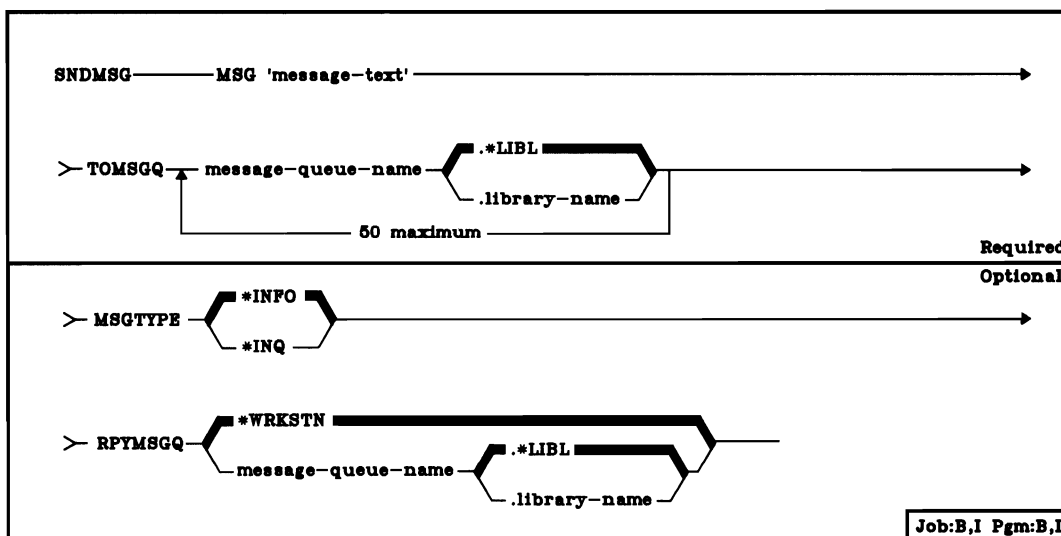 SNDMSG MSG 'message-text'
.*LIBL
TOMSGQ message-queue-name
.library-name
50 maximum
Required
Optional
*INFO
MSGTYPE
*INQ
*WRKSTN
RPYMSGQ .*LIBL
message-queue-name
.library-name
Job:B,I Pgm:B,I